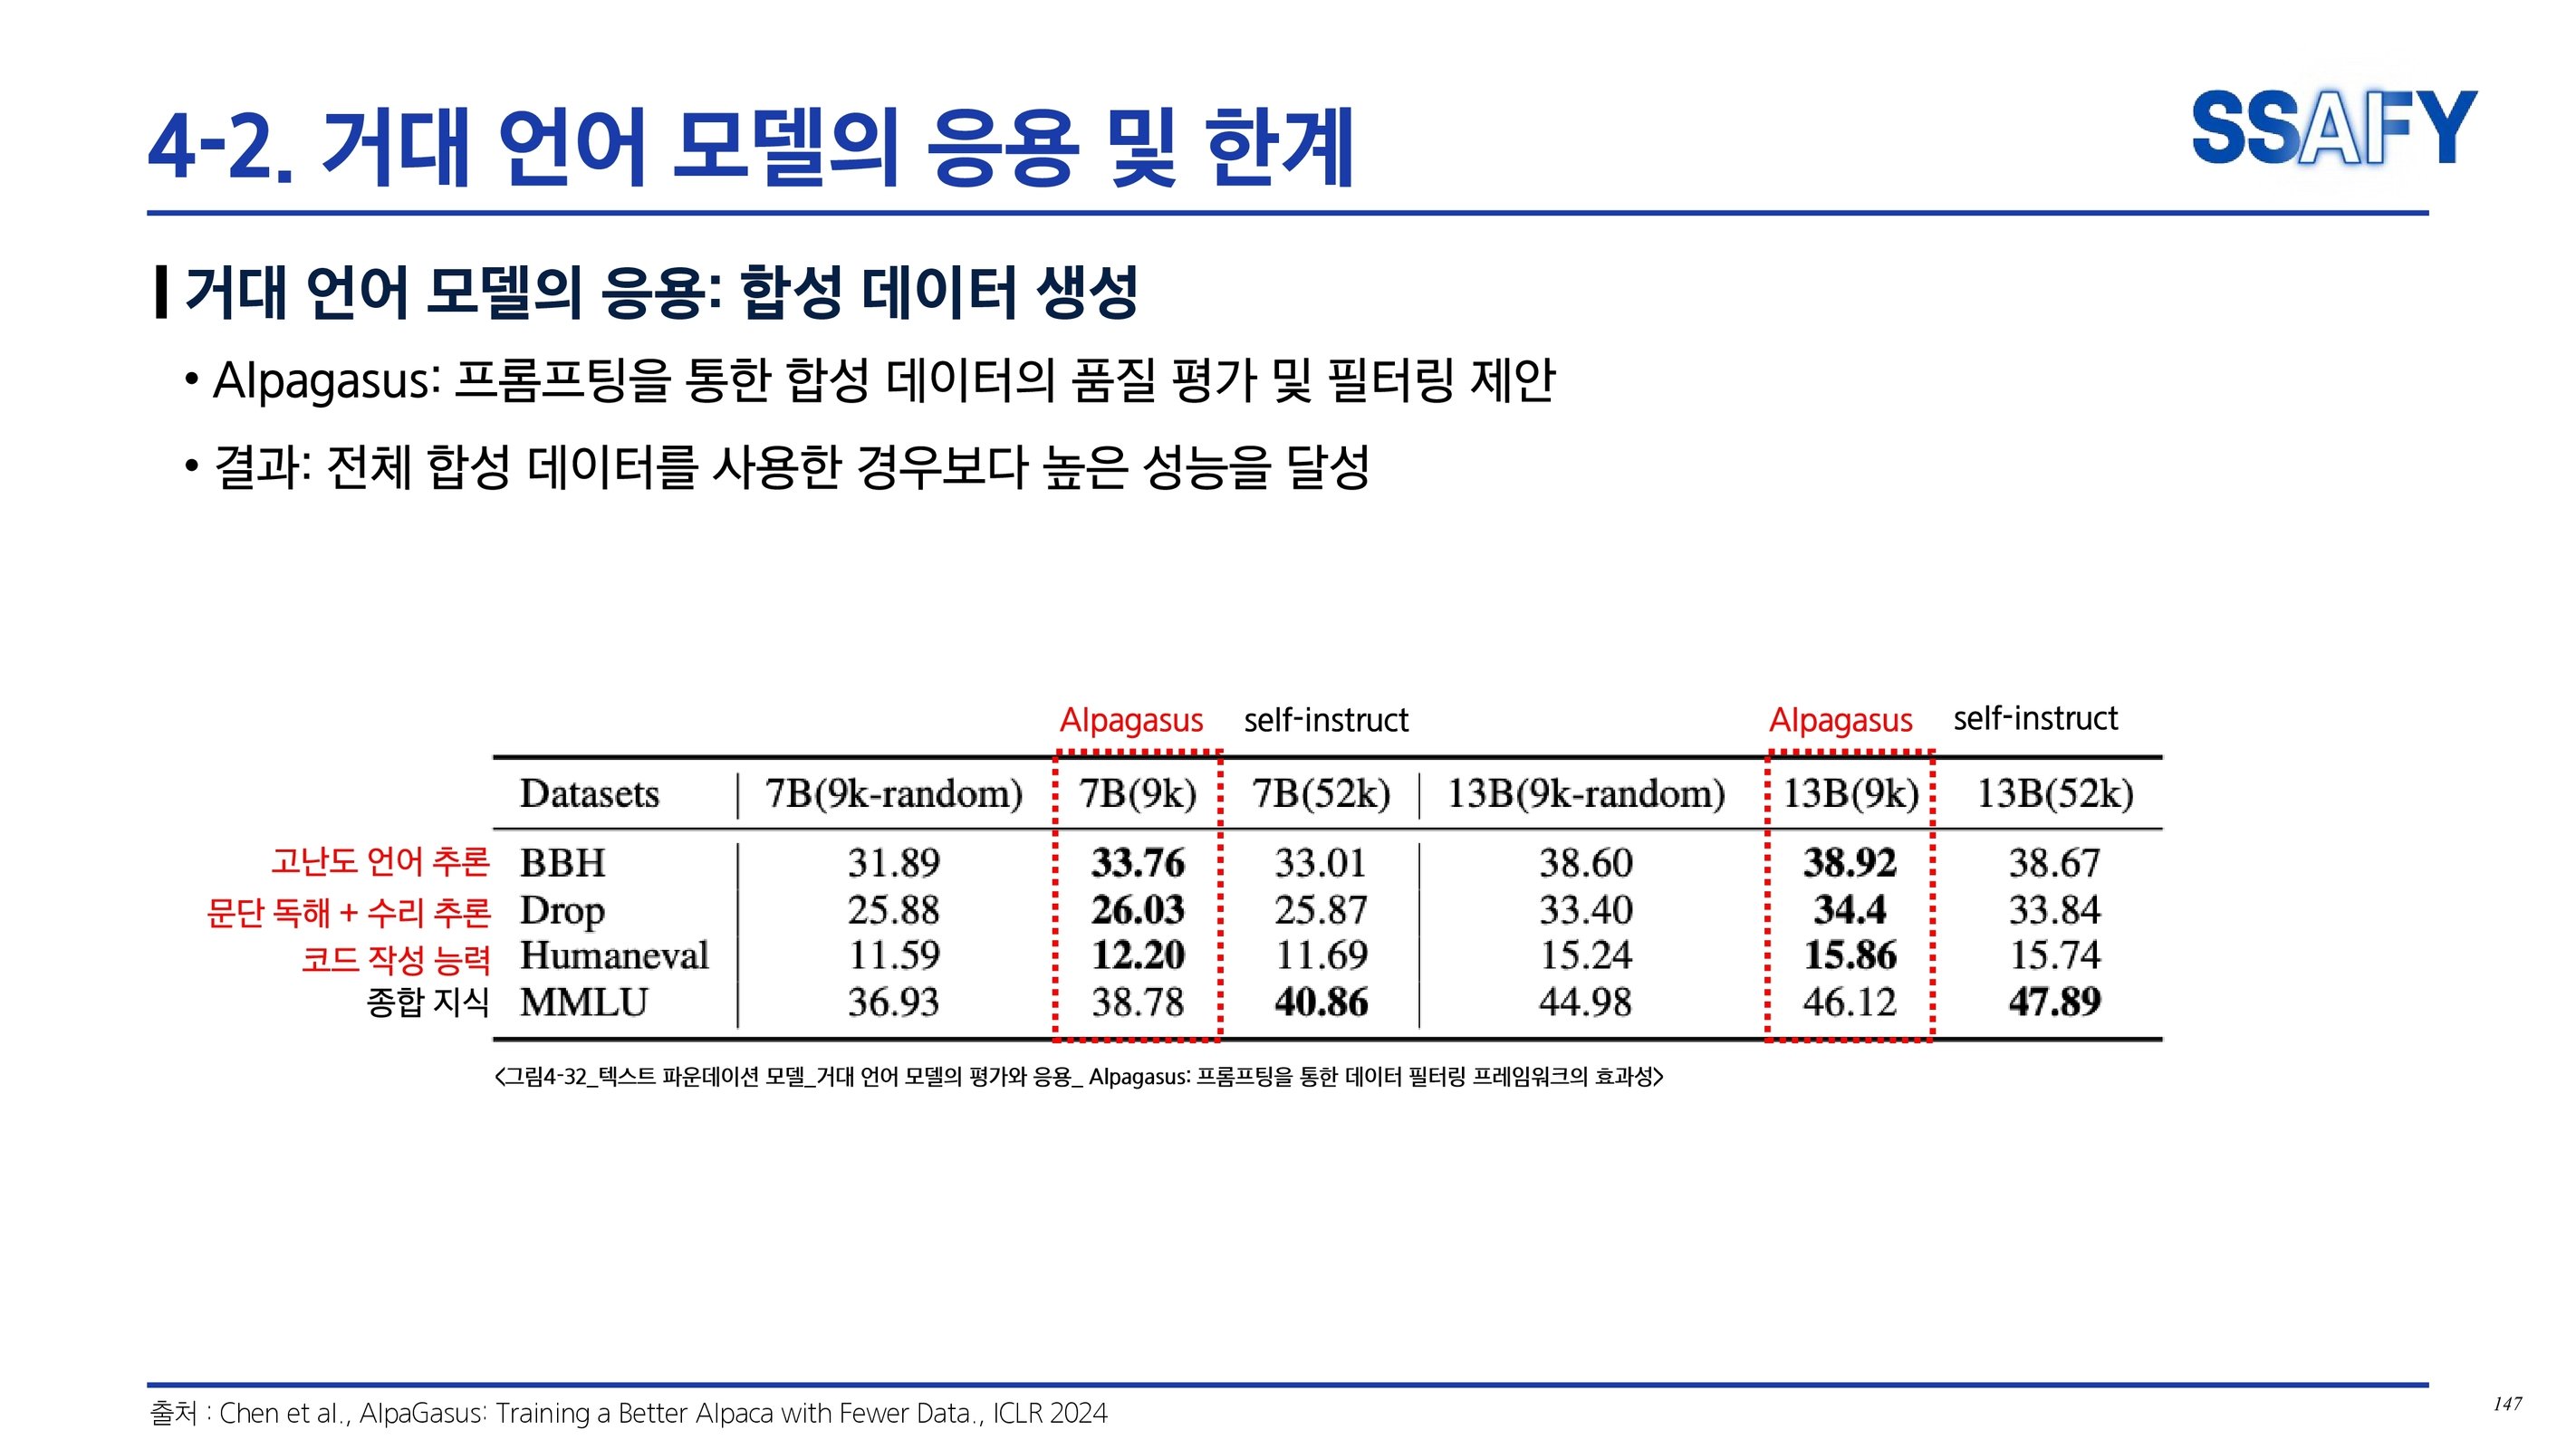 4-2. 거대 언어 모델의 응용 및 한계
SSAFY
거대 언어 모델의 응용: 합성 데이터 생성
• Alpagasus: 프롬프팅을 통한 합성 데이터의 품질 평가 및 필터링 제안
• 결과: 전체 합성 데이터를 사용한 경우보다 높은 성능을 달성
Alpagasus self-instruct Alpagasus self-instruct
Datasets 7B(9k-random) 7B(9k) 7B(52k) 13B(9k-random) 13B(9k) 13B(52k)
고난도 언어 추론 BBH 31.89 33.76 33.01 38.60 38.92 38.67
문단 독해 + 수리 추론 Drop 25.88 26.03 25.87 33.40 34.4 33.84
코드 작성 능력 Humaneval 11.59 12.20 11.69 15.24 15.86 15.74
종합 지식 MMLU 36.93 38.78 40.86 44.98 46.12 47.89
<그림4-32_텍스트 파운데이션 모델_거대 언어 모델의 평가와 응용_ Alpagasus: 프롬프팅을 통한 데이터 필터링 프레임워크의 효과성>
출처 : Chen et al., AlpaGasus: Training a Better Alpaca with Fewer Data., ICLR 2024
147